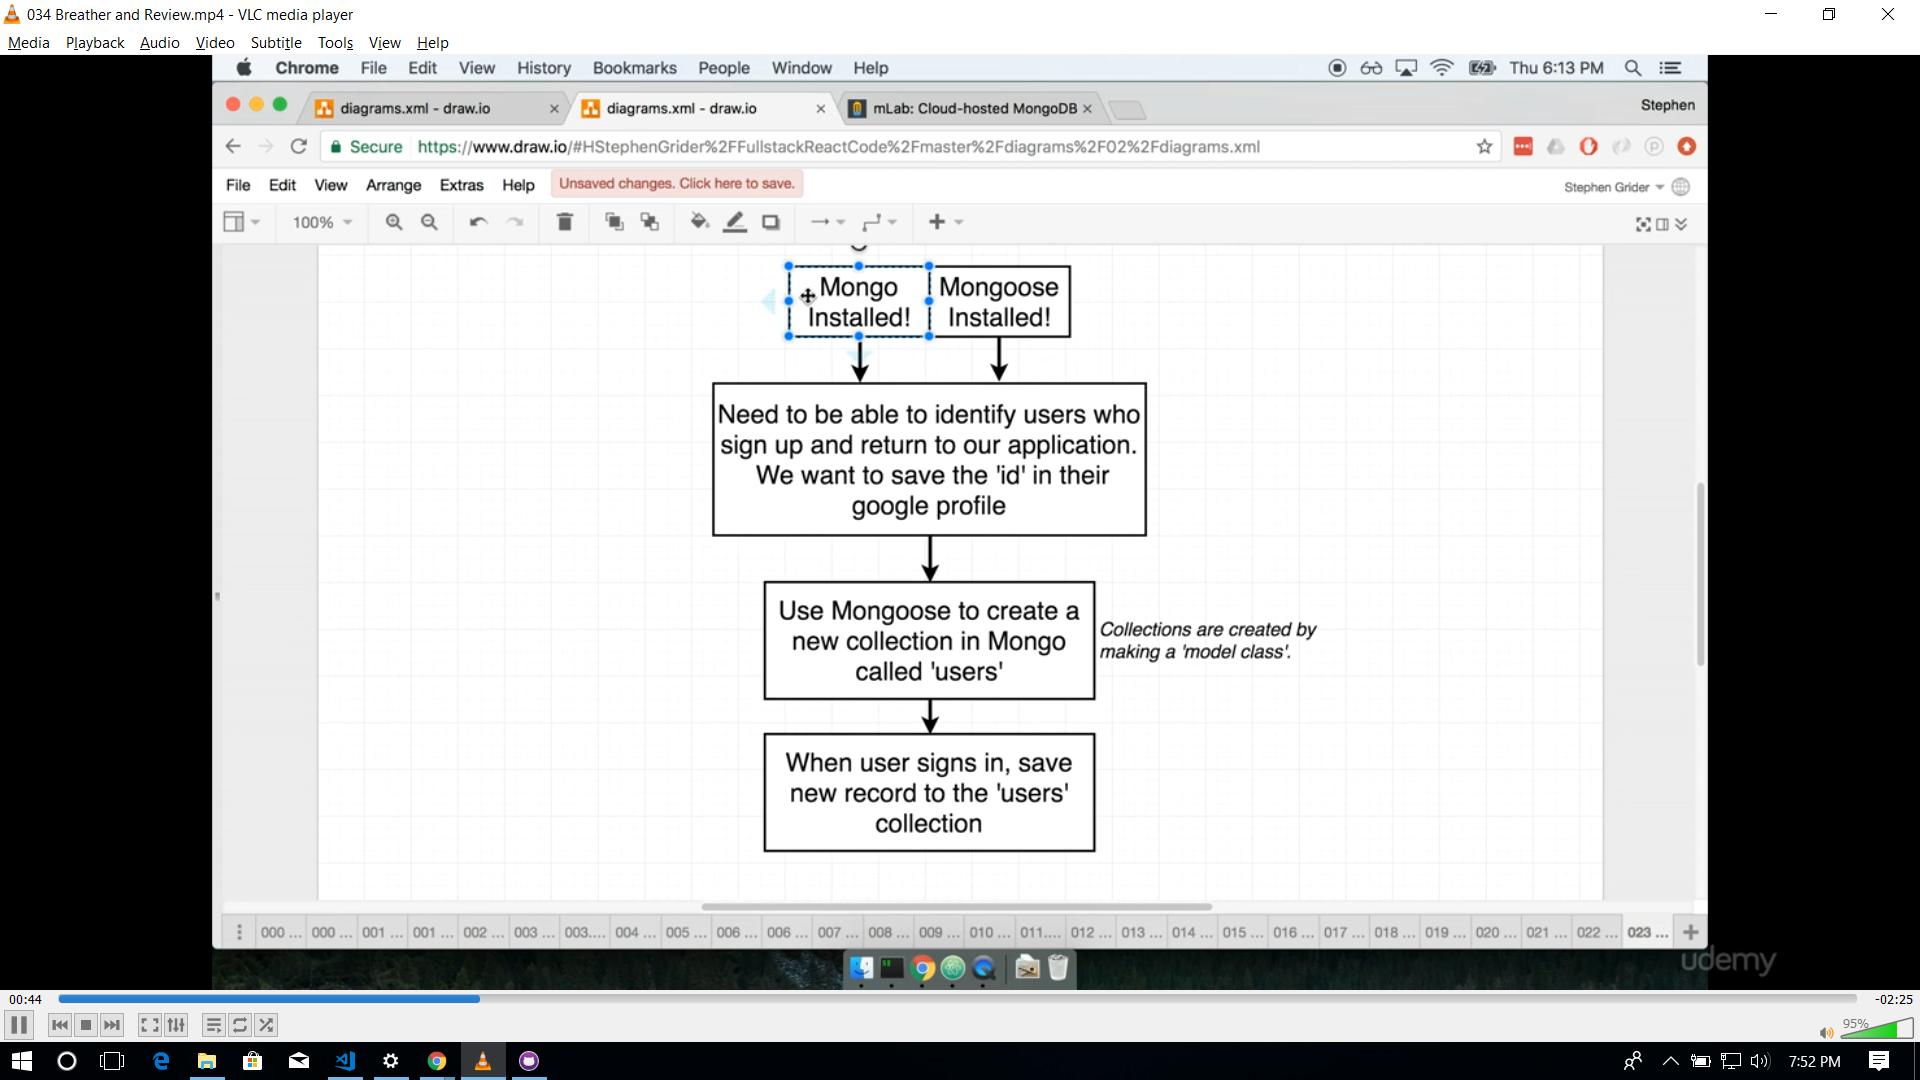 034 Breather and Review.mp4 - VLC media player
Media Playback Audio Video Subtitle Tools View Help
Chrome File Edit View History Bookmarks People Window Help Thu 6:13 PM
diagrams.xml - draw.io diagrams.xml - draw.io mLab: Cloud-hosted MongoDB Stephen
Secure https://www.draw.io/#HStephenGrider%2FFullstackReactCode%2Fmaster%2Fdiagrams%2F02%2Fdiagrams.xml
File Edit View Arrange Extras Help Unsaved changes. Click here to save. Stephen Grider
100%
Mongo
Installed!
Mongoose
Installed!
Need to be able to identify users who
sign up and return to our application.
We want to save the 'id' in their
google profile
Use Mongoose to create a
new collection in Mongo
called 'users'
Collections are created by
making a 'model class'.
When user signs in, save
new record to the 'users'
collection
000 ... 000 ... 001 ... 001 ... 002 ... 003 ... 003.... 004 ... 005 ... 006 ... 006 ... 007 ... 008 ... 009 ... 010 ... 011.... 012 ... 013 ... 014 ... 015 ... 016 ... 017 ... 018 ... 019 ... 020 ... 021 ... 022 ... 023 ...
udemy
00:44 -02:25
95%
7:52 PM